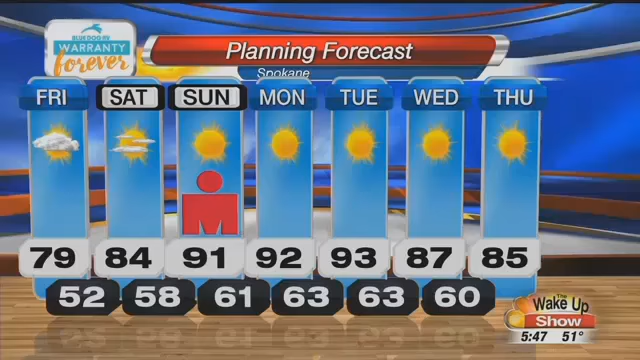 BLUE DOG RV
WARRANTY
forever
Planning Forecast
Spokane
FRI SAT SUN MON TUE WED THU
79 84 91 92 93 87 85
52 58 61 63 63 60
The
Wake Up
Show
5:47 51°